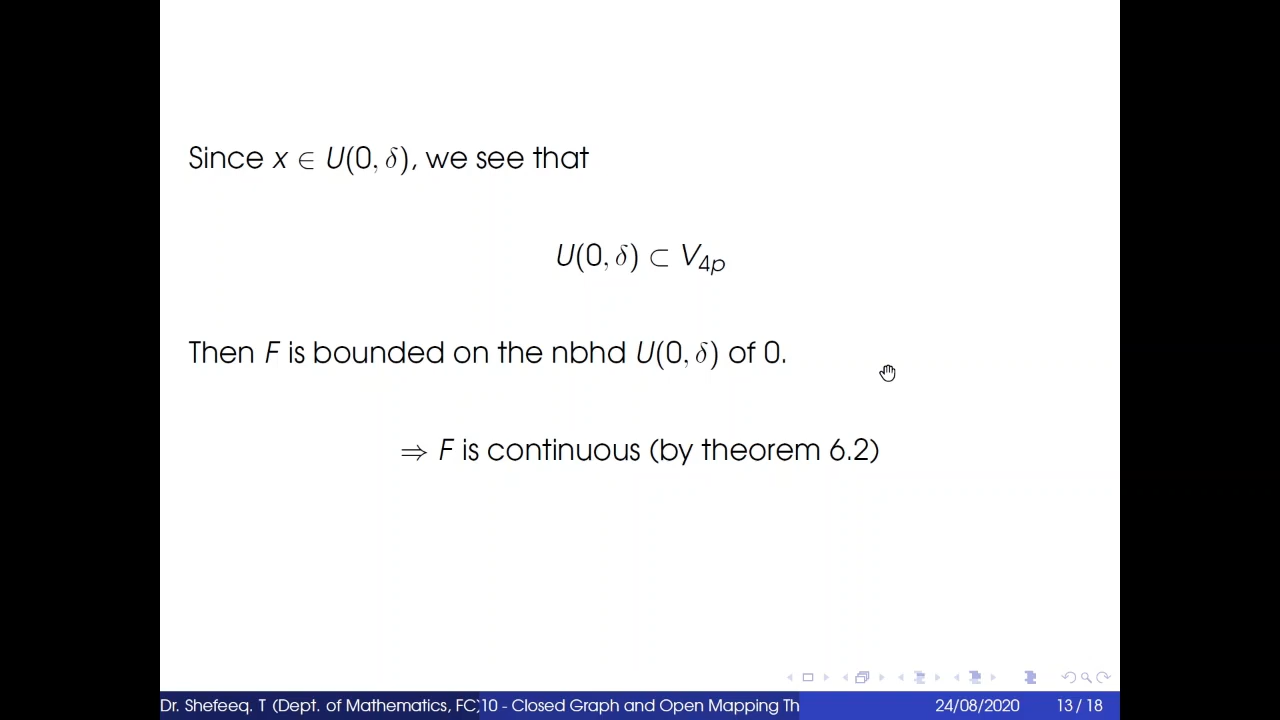 Since x ∈ U(0, δ), we see that
U(0, δ) ⊂ V₄ₚ
Then F is bounded on the nbhd U(0, δ) of 0.
⇒ F is continuous (by theorem 6.2)
Dr. Shefeeq. T (Dept. of Mathematics, FC) 10 - Closed Graph and Open Mapping Th 24/08/2020 13 / 18